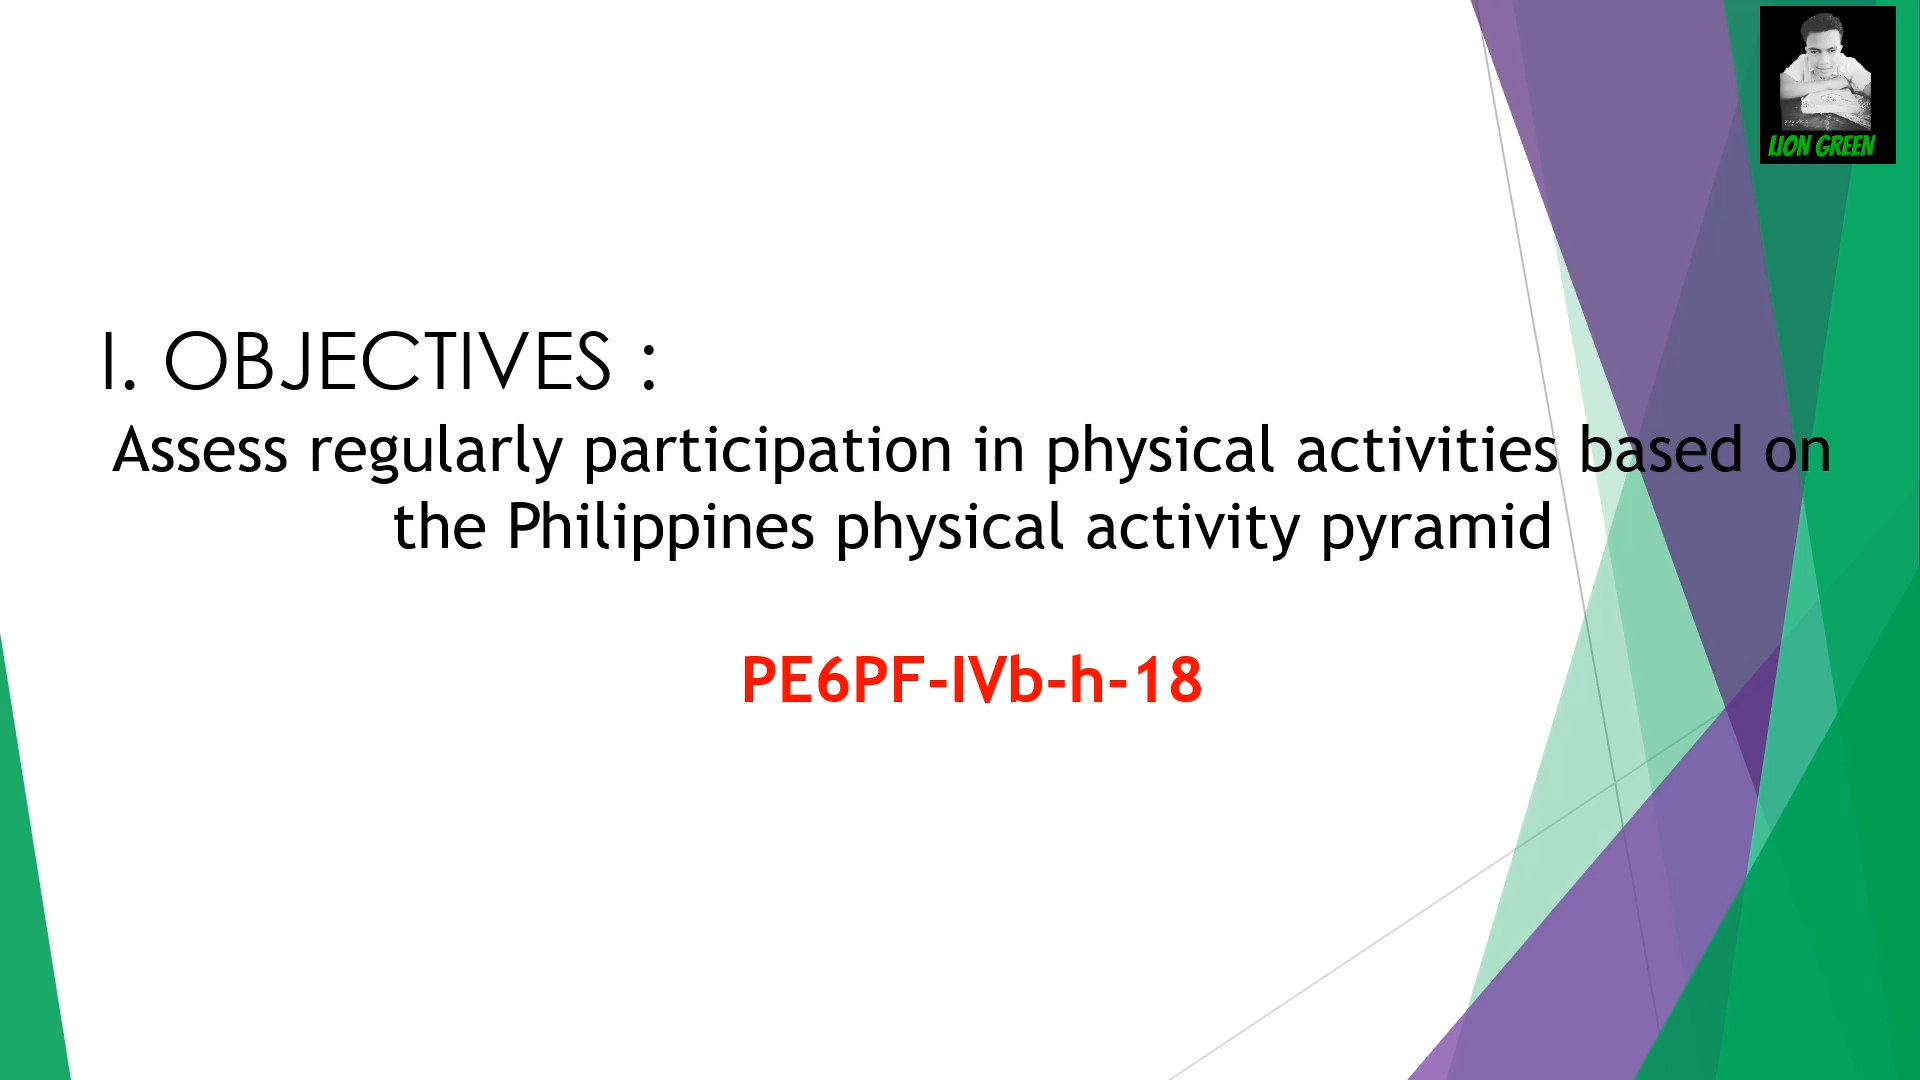 LION GREEN
I. OBJECTIVES :
Assess regularly participation in physical activities based on
the Philippines physical activity pyramid
PE6PF-IVb-h-18